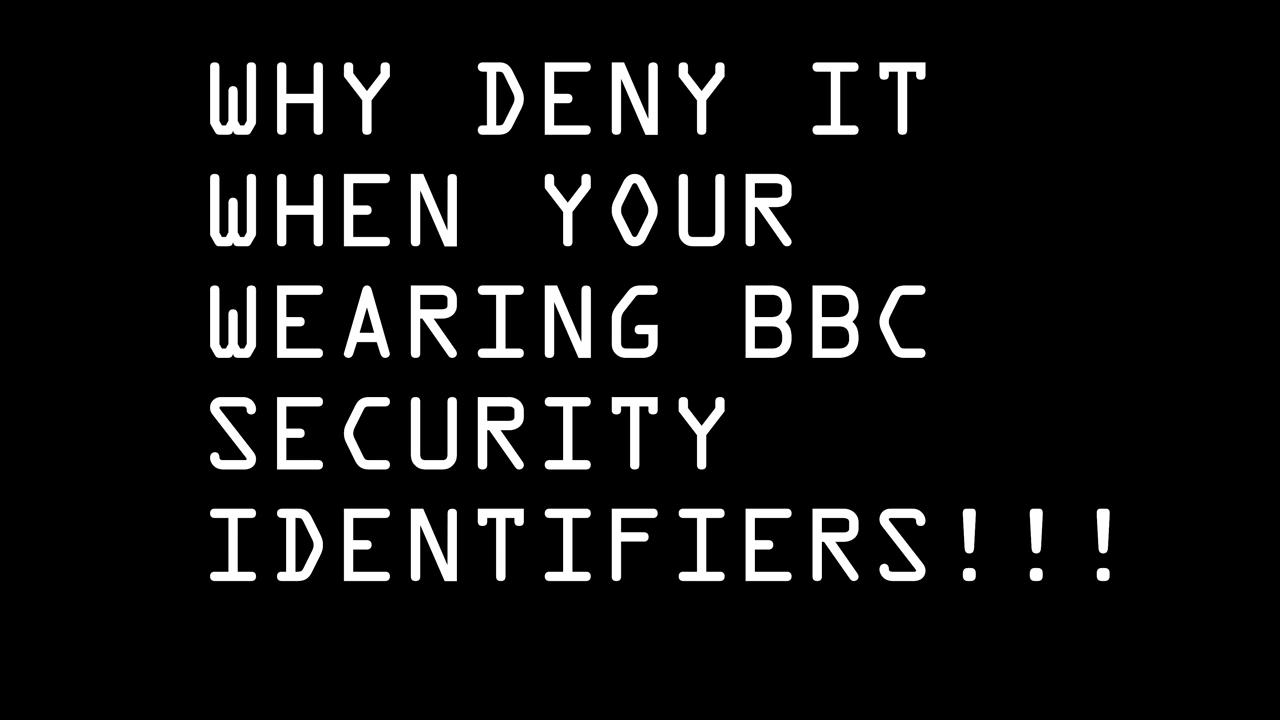 WHY DENY IT
WHEN YOUR
WEARING BBC
SECURITY
IDENTIFIERS!!!